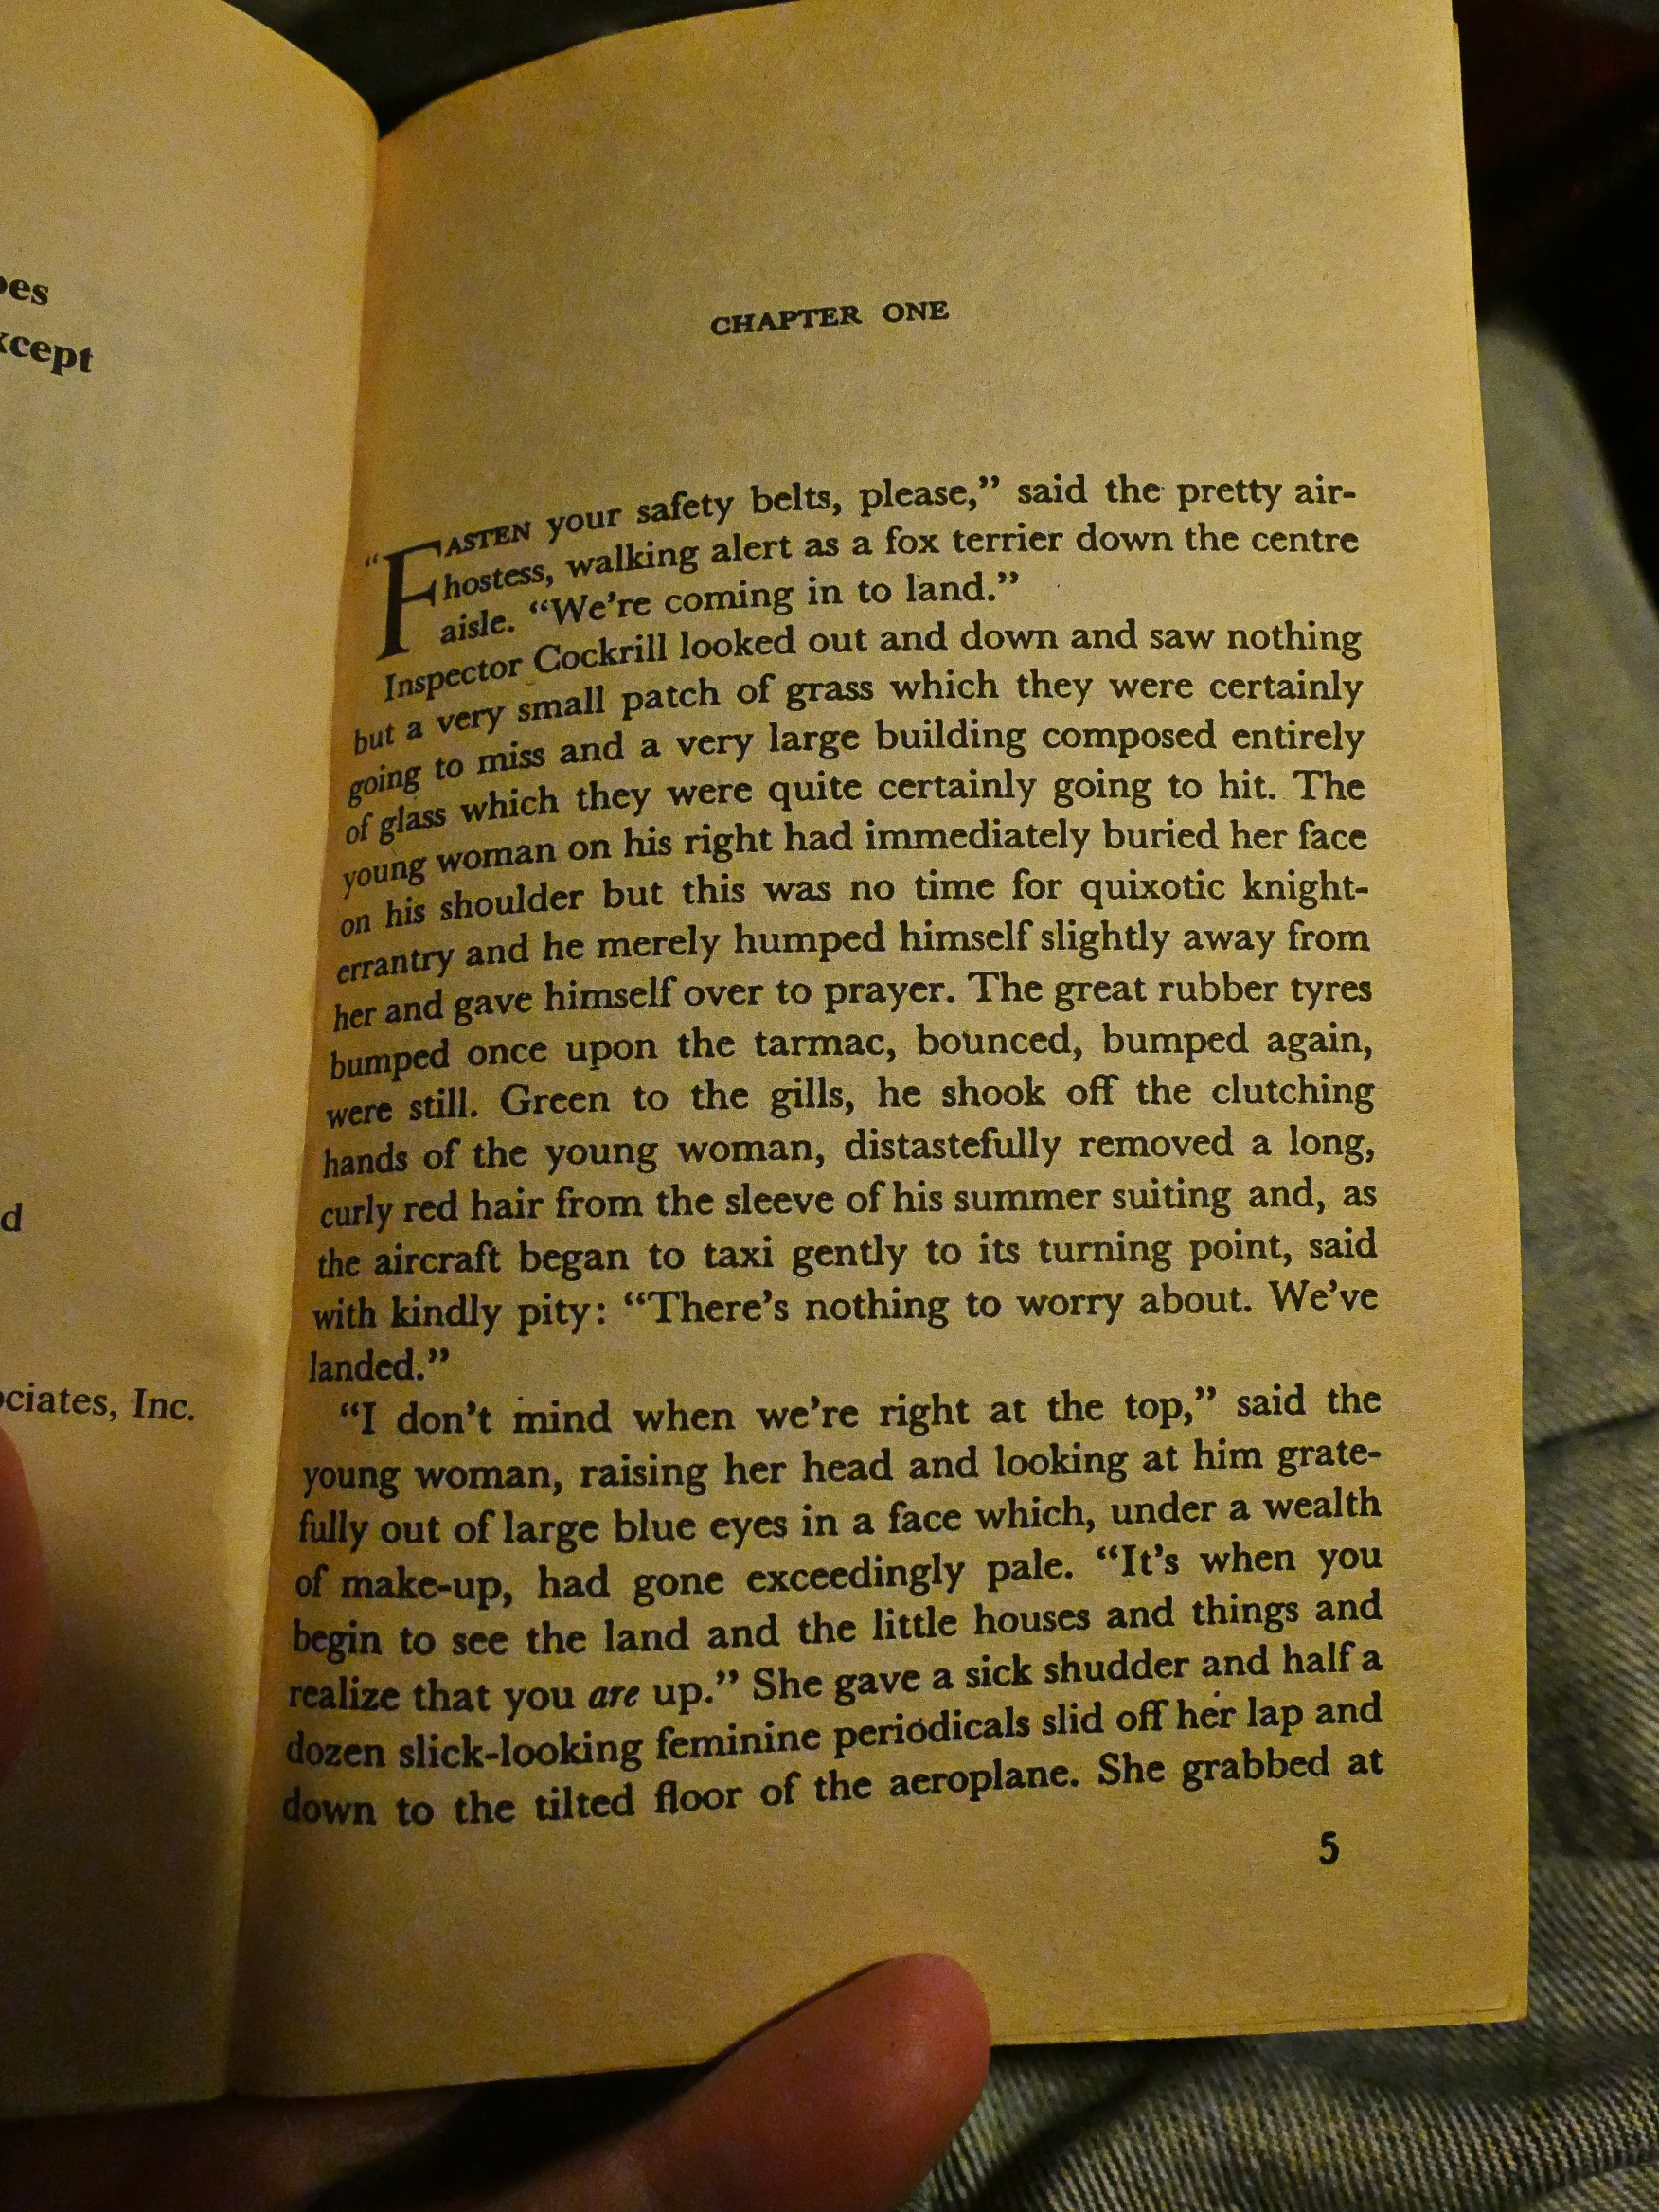 Inc.
CHAPTER ONE
"FASTEN your safety belts, please," said the pretty air-
hostess, walking alert as a fox terrier down the centre
aisle. "We're coming in to land."
Inspector Cockrill looked out and down and saw nothing
but a very small patch of grass which they were certainly
going to miss and a very large building composed entirely
of glass which they were quite certainly going to hit. The
young woman on his right had immediately buried her face
on his shoulder but this was no time for quixotic knight-
errantry and he merely humped himself slightly away from
her and gave himself over to prayer. The great rubber tyres
bumped once upon the tarmac, bounced, bumped again,
were still. Green to the gills, he shook off the clutching
hands of the young woman, distastefully removed a long,
curly red hair from the sleeve of his summer suiting and, as
the aircraft began to taxi gently to its turning point, said
with kindly pity: "There's nothing to worry about. We've
landed."
"I don't mind when we're right at the top," said the
young woman, raising her head and looking at him grate-
fully out of large blue eyes in a face which, under a wealth
of make-up, had gone exceedingly pale. "It's when you
begin to see the land and the little houses and things and
realize that you are up." She gave a sick shudder and half a
dozen slick-looking feminine periodicals slid off her lap and
down to the tilted floor of the aeroplane. She grabbed at
5